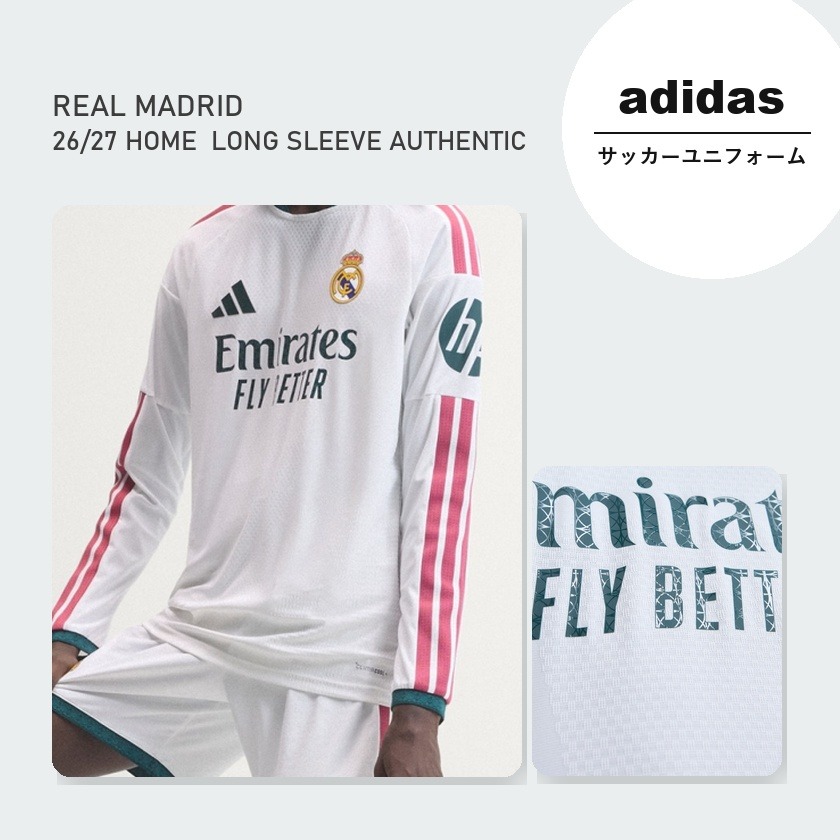 REAL MADRID
26/27 HOME LONG SLEEVE AUTHENTIC
adidas
サッカーユニフォーム
Emirates
FLY BETTER
hp
mirat
FLY BETT